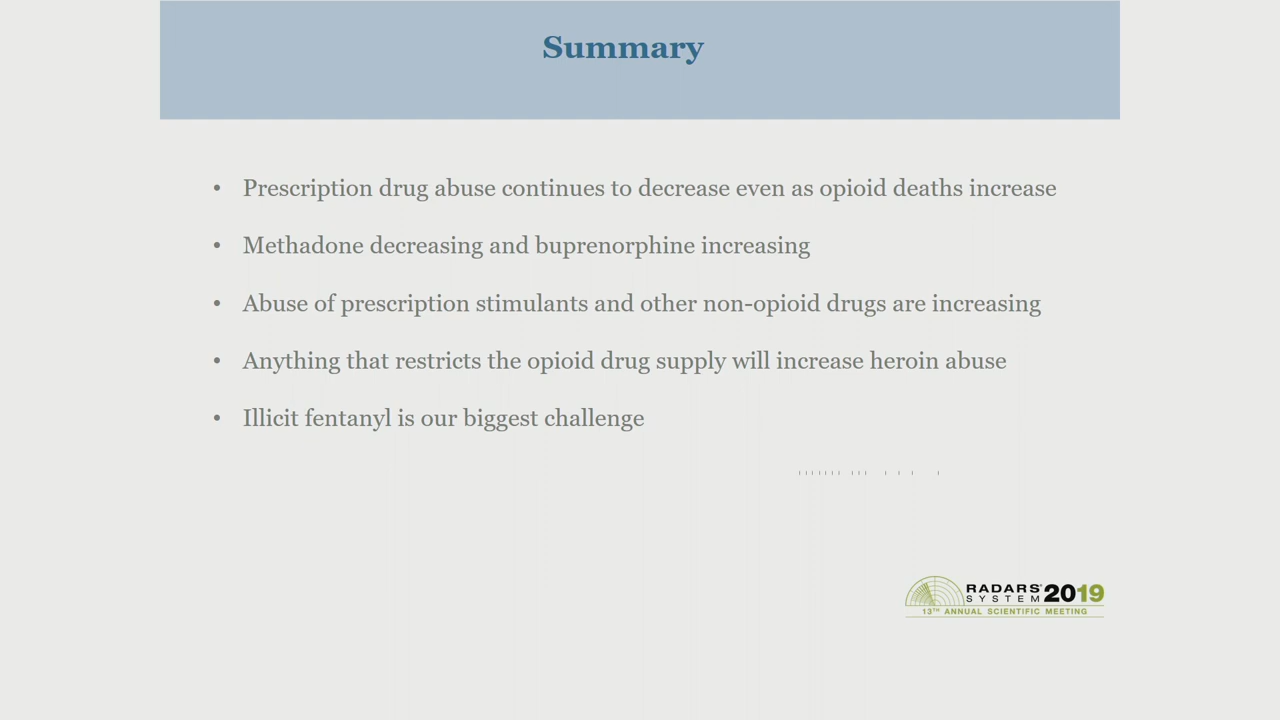 Summary
• Prescription drug abuse continues to decrease even as opioid deaths increase
• Methadone decreasing and buprenorphine increasing
• Abuse of prescription stimulants and other non-opioid drugs are increasing
• Anything that restricts the opioid drug supply will increase heroin abuse
• Illicit fentanyl is our biggest challenge
RADARS®
SYSTEM 2019
13TH ANNUAL SCIENTIFIC MEETING